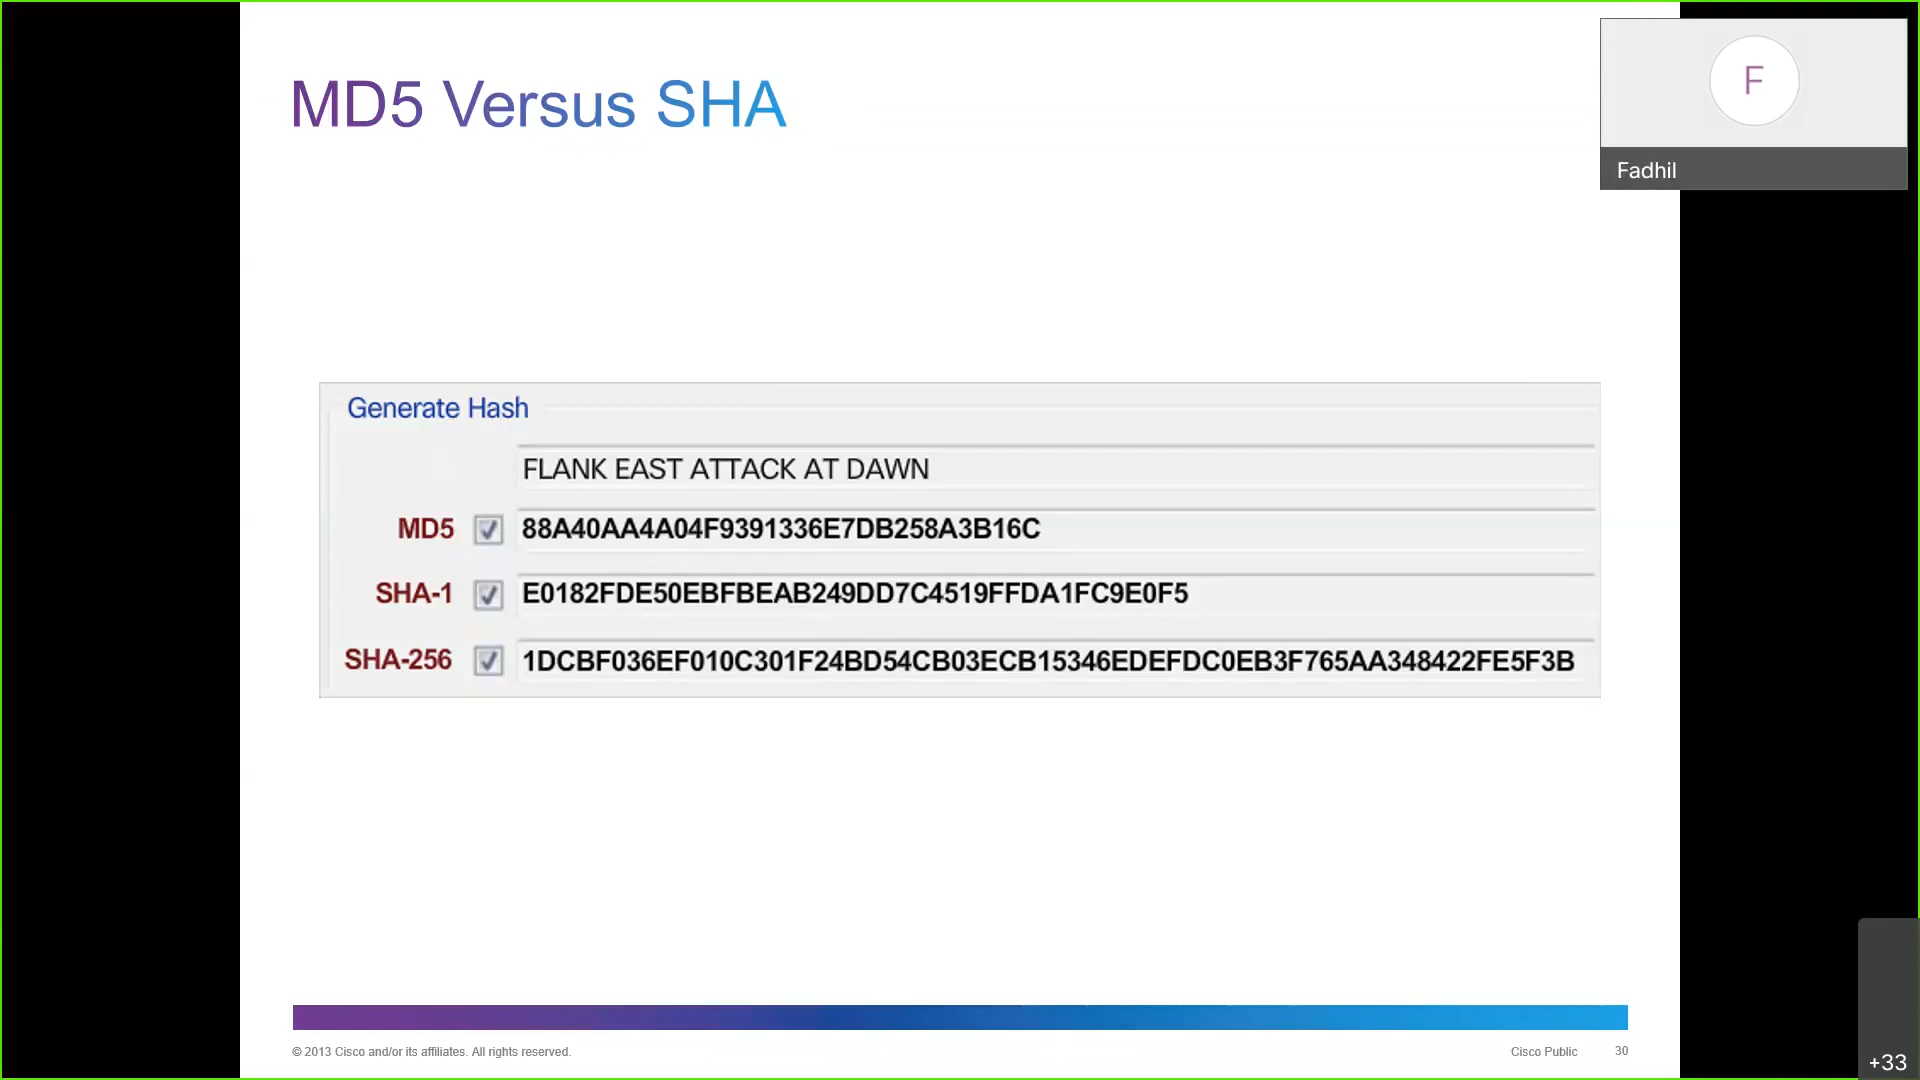 MD5 Versus SHA
F
Fadhil
Generate Hash
FLANK EAST ATTACK AT DAWN
MD5 88A40AA4A04F9391336E7DB258A3B16C
SHA-1 E0182FDE50EBFBEAB249DD7C4519FFDA1FC9E0F5
SHA-256 1DCBF036EF010C301F24BD54CB03ECB15346EDEFDC0EB3F765AA348422FE5F3B
© 2013 Cisco and/or its affiliates. All rights reserved.
Cisco Public 30
+33